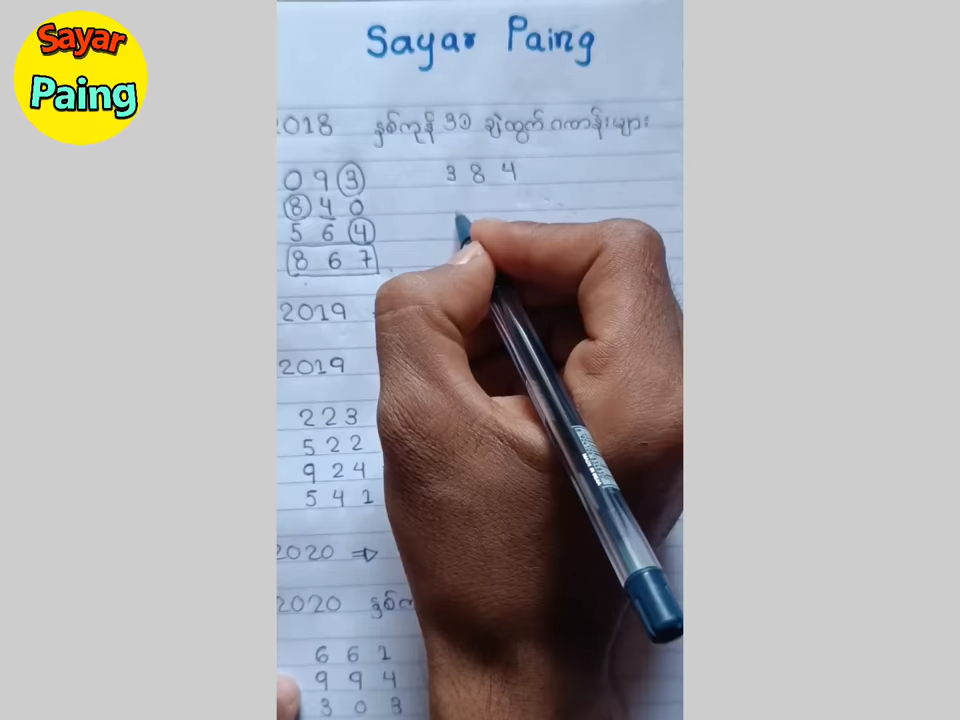 Sayar
Paing
Sayar Paing
2018 နှစ်ကုန် ၃၁ ချဲထွက် ဂဏန်းများ
0 9 3
3 8 4
8 4 0
5 6 4
8 6 7
2019
2019
2 2 3
5 2 2
9 2 4
5 4 1
2020 ⇒
2020
6 6 1
9 9 4
3 0 3